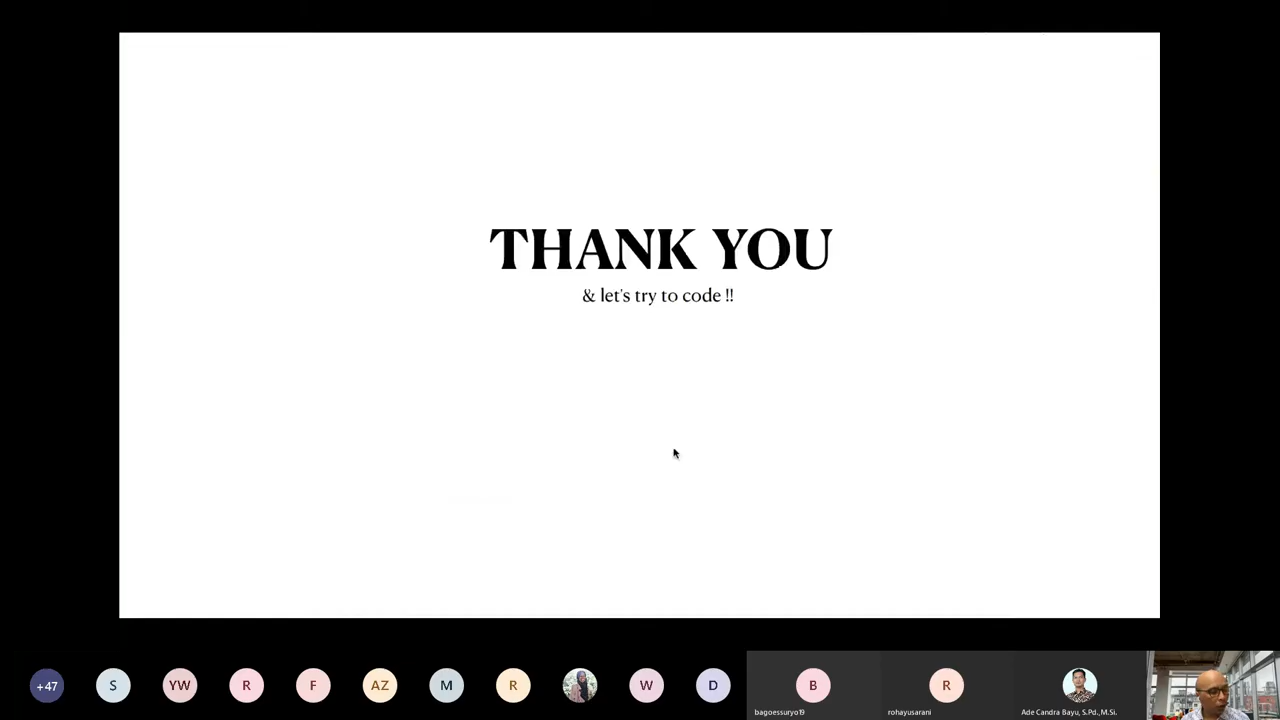 THANK YOU
& let's try to code !!
+47
S
YW
R
F
AZ
M
R
W
D
B
bagoessuryo19
R
rohayusarani
Ade Candra Bayu, S.Pd.,M.Si.